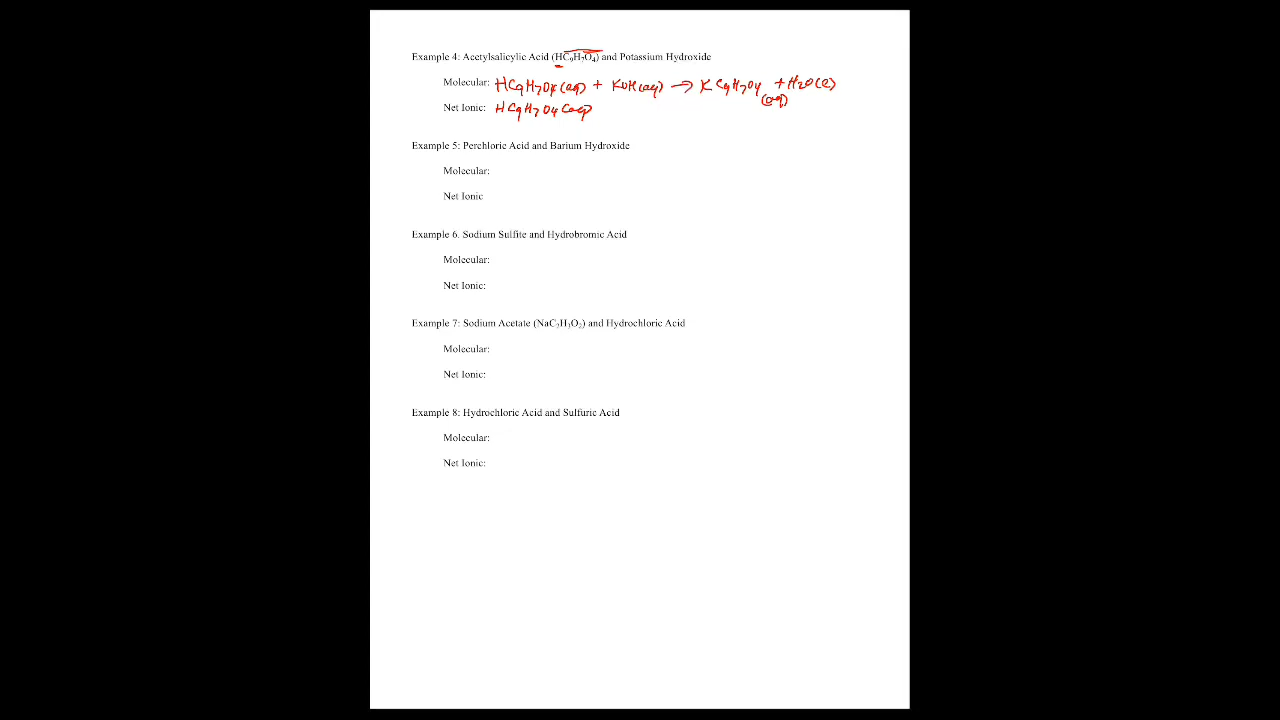 Example 4: Acetylsalicylic Acid (HC₉H₇O₄) and Potassium Hydroxide
Molecular: HC₉H₇O₄(aq) + KOH(aq) → KC₉H₇O₄(aq) + H₂O(l)
Net Ionic: HC₉H₇O₄(aq)
Example 5: Perchloric Acid and Barium Hydroxide
Molecular:
Net Ionic
Example 6. Sodium Sulfite and Hydrobromic Acid
Molecular:
Net Ionic:
Example 7: Sodium Acetate (NaC₂H₃O₂) and Hydrochloric Acid
Molecular:
Net Ionic:
Example 8: Hydrochloric Acid and Sulfuric Acid
Molecular:
Net Ionic: